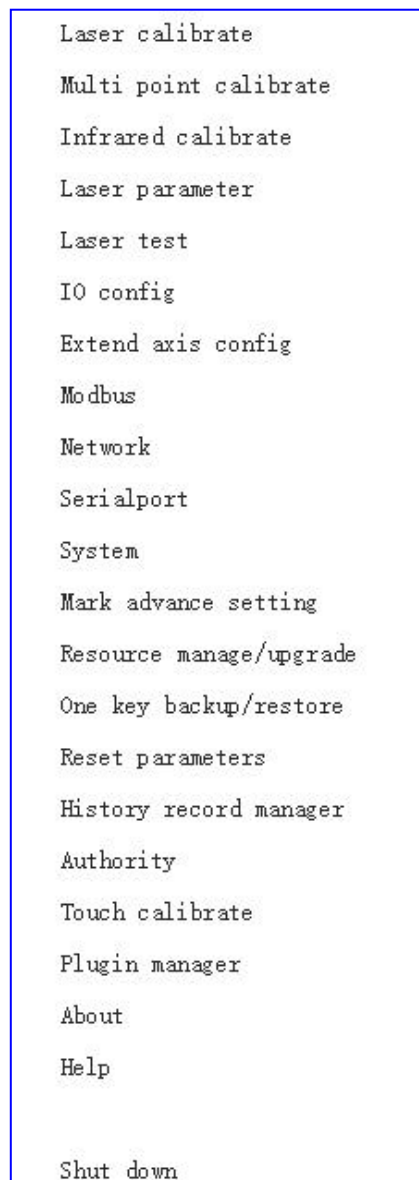 Laser calibrate
Multi point calibrate
Infrared calibrate
Laser parameter
Laser test
IO config
Extend axis config
Modbus
Network
Serialport
System
Mark advance setting
Resource manage/upgrade
One key backup/restore
Reset parameters
History record manager
Authority
Touch calibrate
Plugin manager
About
Help
Shut down